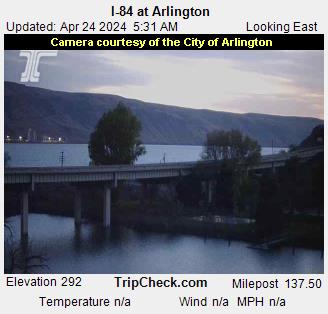 I-84 at Arlington
Updated: Apr 24 2024 5:31 AM Looking East
Camera courtesy of the City of Arlington
Elevation 292 TripCheck.com Milepost 137.50
Temperature n/a Wind n/a MPH n/a